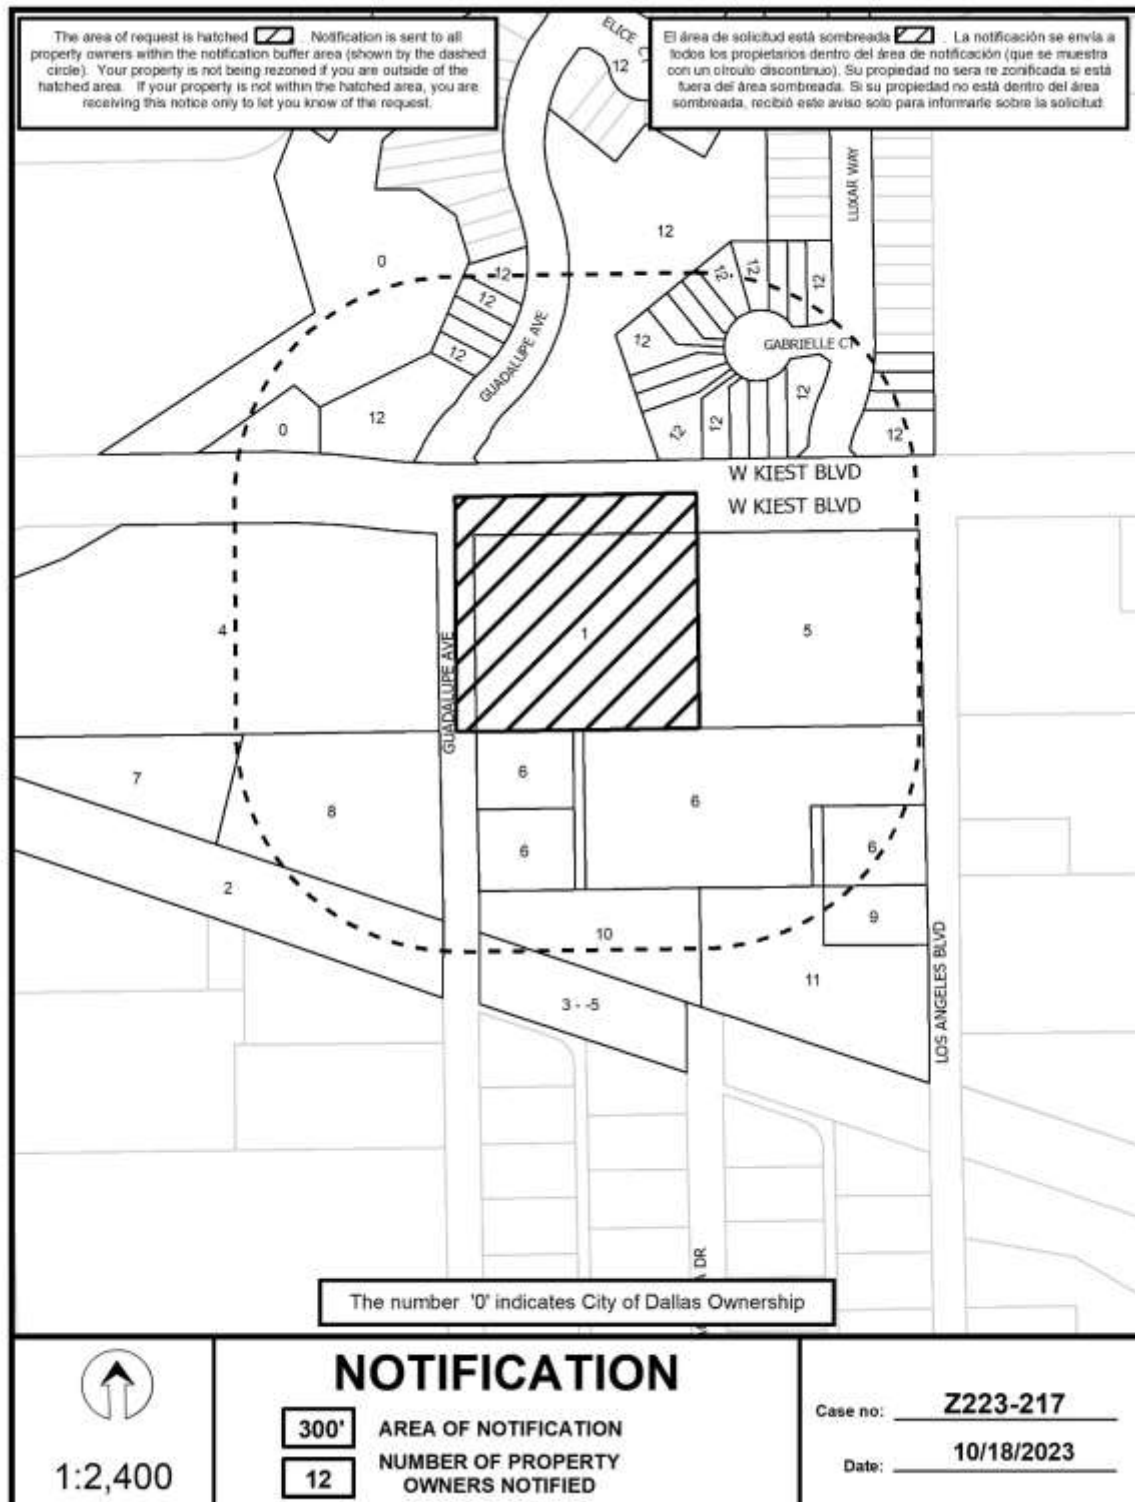 The area of request is hatched . Notification is sent to all
property owners within the notification buffer area (shown by the dashed
circle). Your property is not being rezoned if you are outside of the
hatched area. If your property is not within the hatched area, you are
receiving this notice only to let you know of the request.
El área de solicitud está sombreada . La notificación se envía a
todos los propietarios dentro del área de notificación (que se muestra
con un círculo discontinuo). Su propiedad no sera re zonificada si está
fuera del área sombreada. Si su propiedad no está dentro del área
sombreada, recibió este aviso solo para informarle sobre la solicitud.
ELICE CT
12
LUXAR WAY
12
0
12
12
12
12
12
12
12
GUADALUPE AVE
GABRIELLE CT
12
0
12
12
12
12
12
W KIEST BLVD
W KIEST BLVD
4
1
5
GUADALUPE AVE
7
8
6
6
6
6
2
9
10
11
3 - -5
LOS ANGELES BLVD
DR
The number '0' indicates City of Dallas Ownership
1:2,400
NOTIFICATION
300' AREA OF NOTIFICATION
12 NUMBER OF PROPERTY
OWNERS NOTIFIED
Case no: Z223-217
Date: 10/18/2023